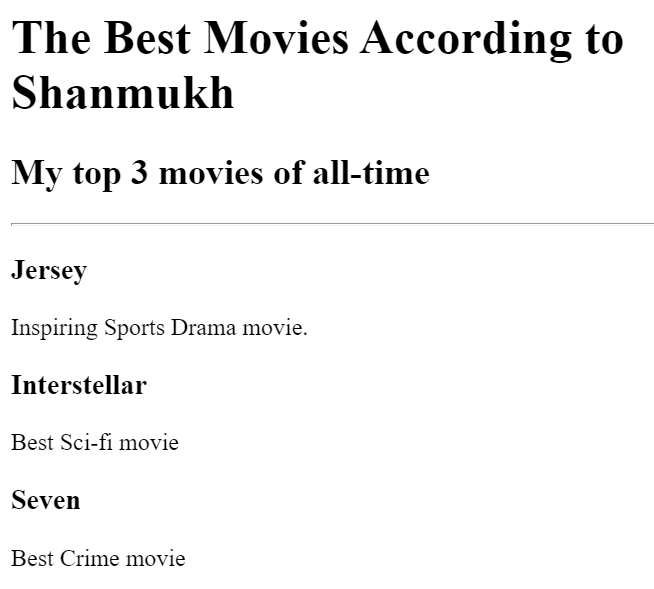 The Best Movies According to
Shanmukh
My top 3 movies of all-time
Jersey
Inspiring Sports Drama movie.
Interstellar
Best Sci-fi movie
Seven
Best Crime movie